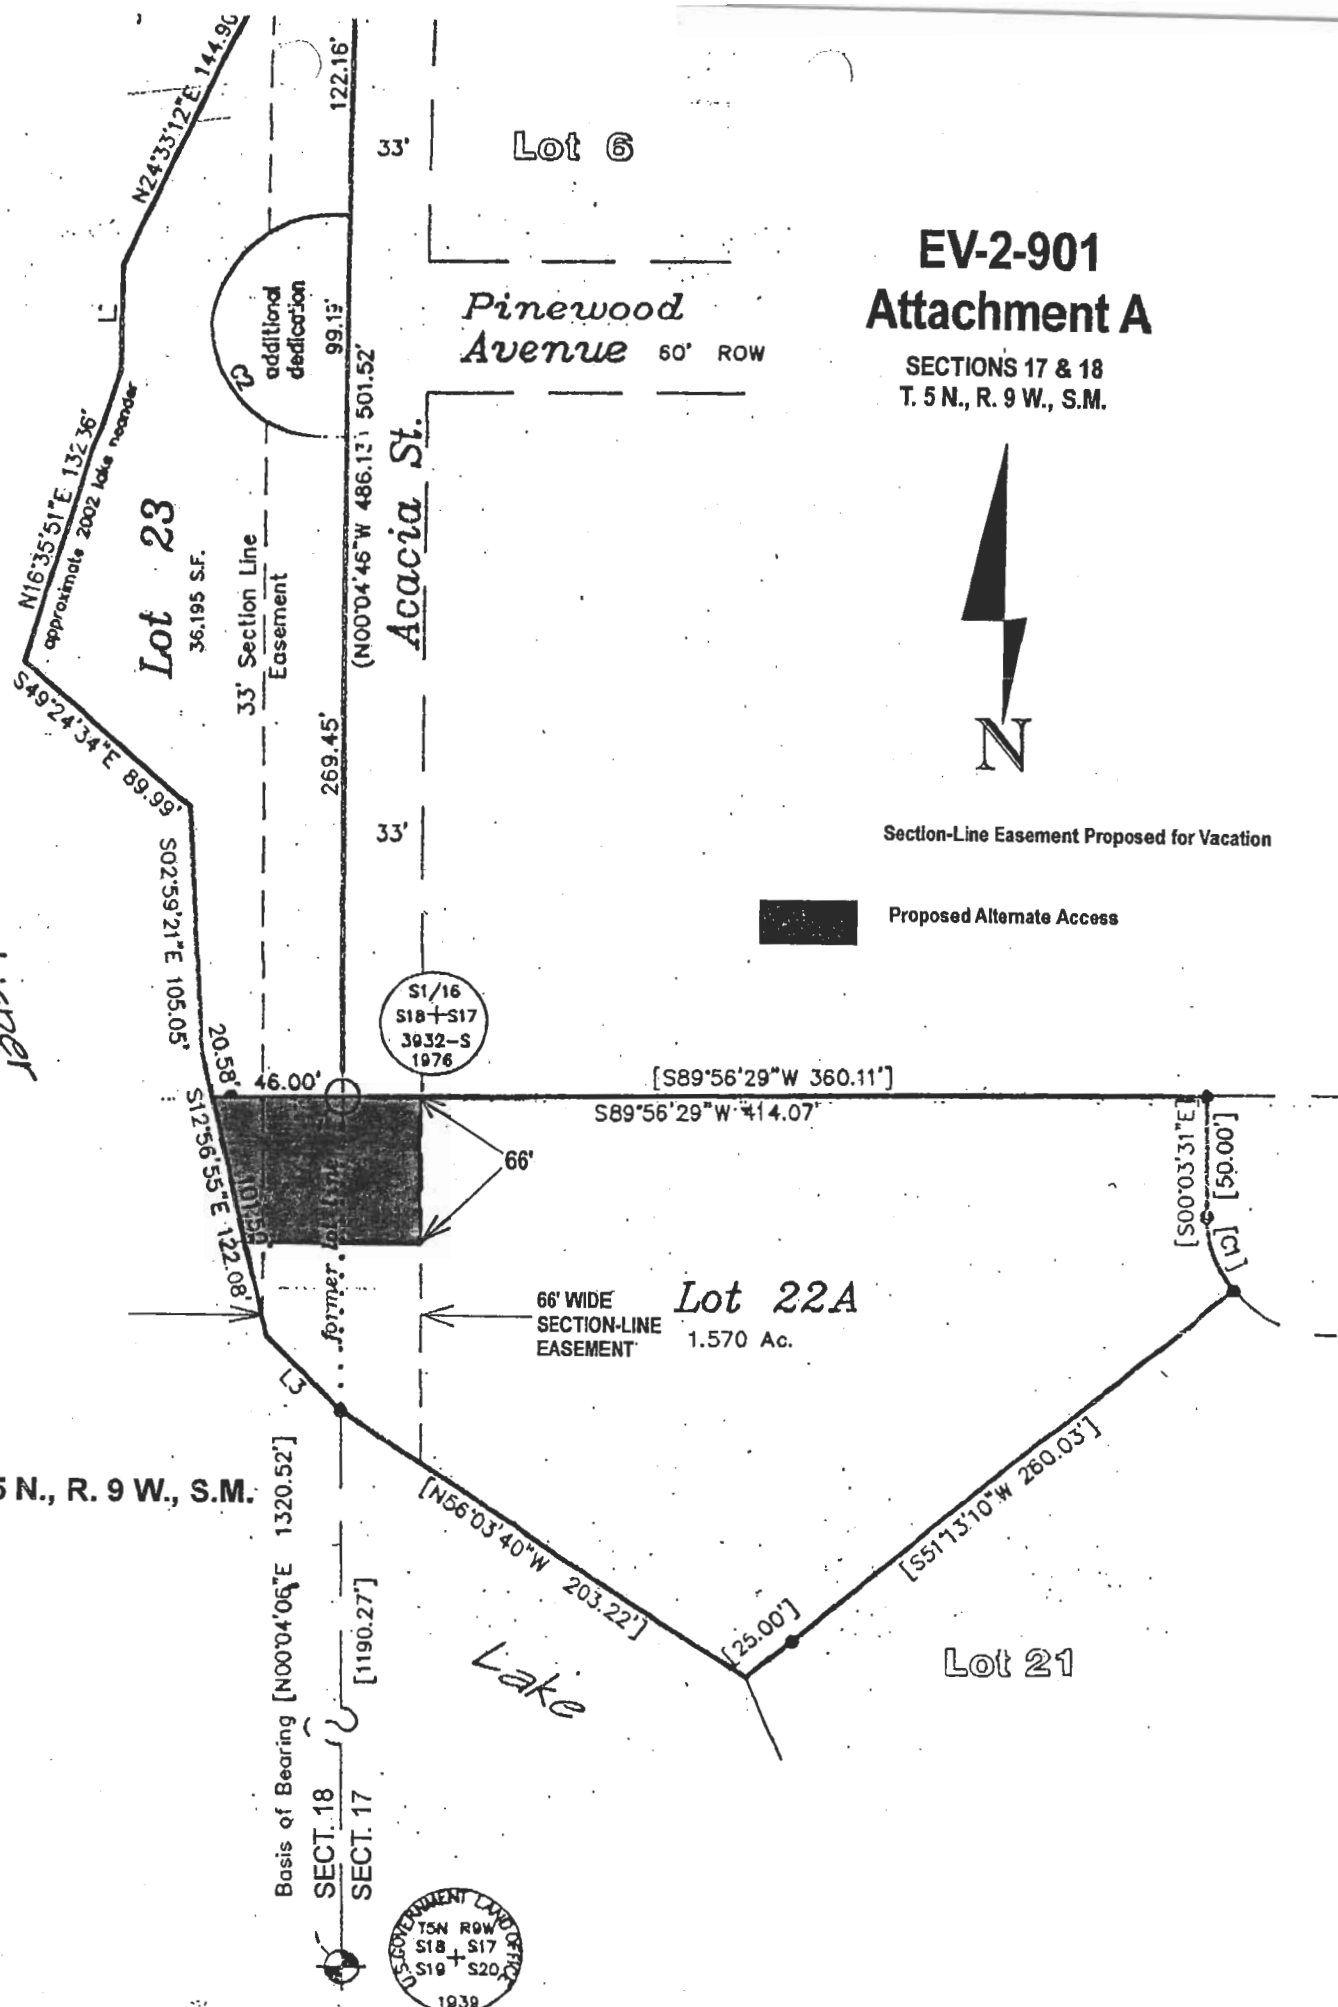 N24°33'12"E 144.90
122.16'
33'
Lot 6
EV-2-901
Attachment A
SECTIONS 17 & 18
T. 5 N., R. 9 W., S.M.
additional
dedication
99.19'
C2
Pinewood
Avenue 60' ROW
(N00°04'46"W 486.13') 501.52'
Acacia St.
N16°35'51"E 132.36'
approximate 2002 lake meander
Lot 23
36,195 S.F.
33' Section Line
Easement
S49°24'34"E 89.99'
269.45'
33'
N
Section-Line Easement Proposed for Vacation
Proposed Alternate Access
S02°59'21"E 105.05'
S1/16
S18 S17
3932-S
1976
20.58'
46.00'
[S89°56'29"W 360.11']
S89°56'29"W 414.07'
S12°56'55"E 122.08'
66'
former lot line
[S00°03'31"E]
[50.00']
[C1]
66' WIDE
SECTION-LINE
EASEMENT
Lot 22A
1.570 Ac.
L3
5 N., R. 9 W., S.M.
[N56°03'40"W 203.22']
[S51°13'10"W 260.03']
[25.00']
Lot 21
Lake
Basis of Bearing [N00°04'06"E 1320.52']
[1190.27']
SECT. 18
SECT. 17
U.S. GOVERNMENT LAND OFFICE
T5N R9W
S18 S17
S19 S20
1939